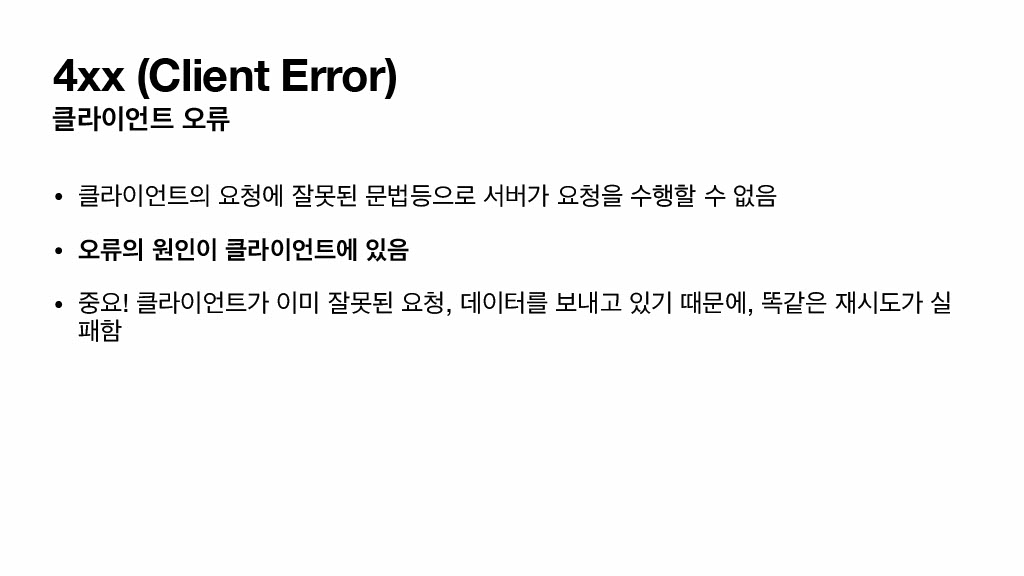 4xx (Client Error)
클라이언트 오류
• 클라이언트의 요청에 잘못된 문법등으로 서버가 요청을 수행할 수 없음
• 오류의 원인이 클라이언트에 있음
• 중요! 클라이언트가 이미 잘못된 요청, 데이터를 보내고 있기 때문에, 똑같은 재시도가 실
패함